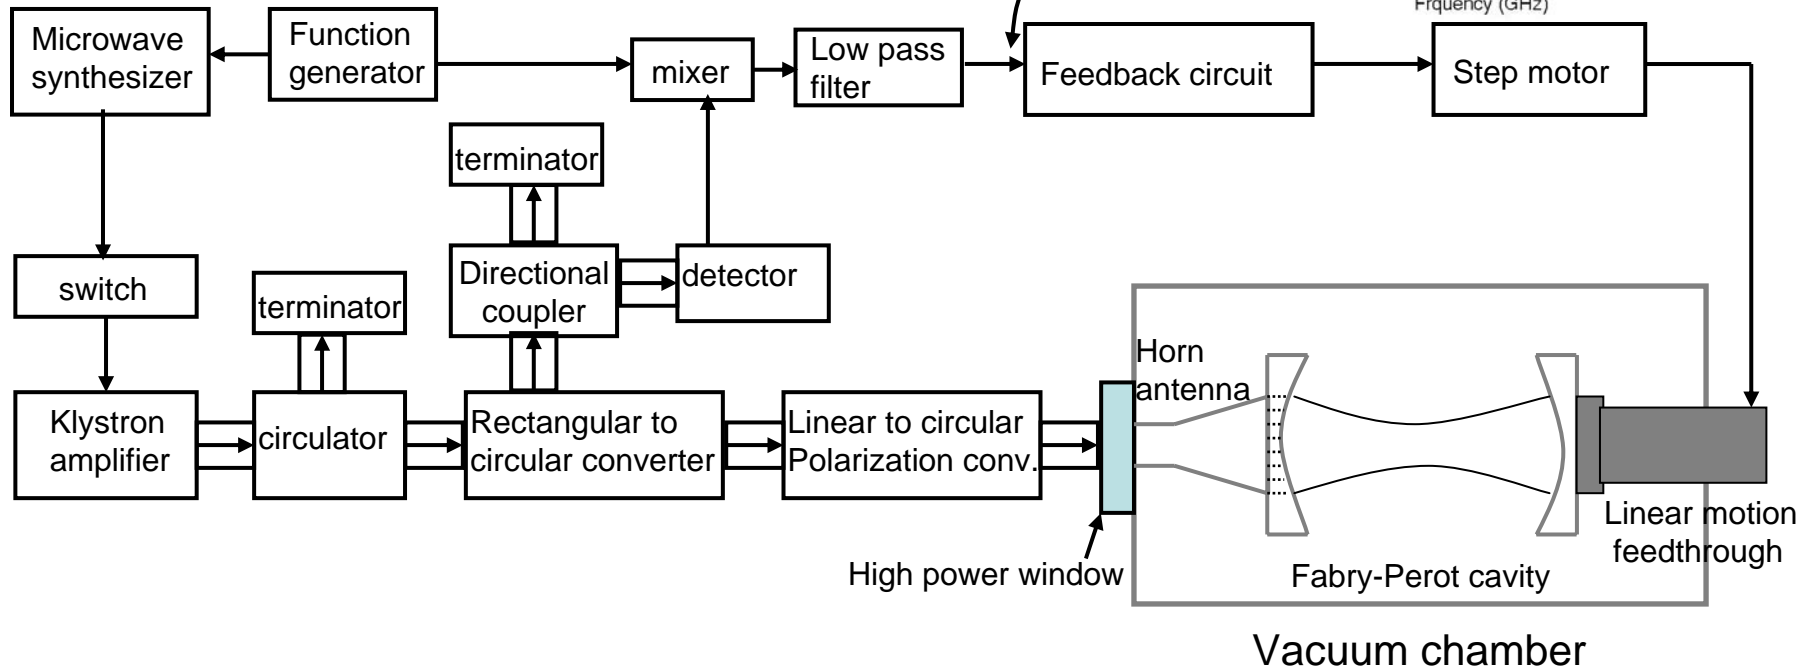 Frquency (GHz)
Microwave
synthesizer
Function
generator
mixer
Low pass
filter
Feedback circuit
Step motor
terminator
switch
terminator
Directional
coupler
detector
Klystron
amplifier
circulator
Rectangular to
circular converter
Linear to circular
Polarization conv.
Horn
antenna
High power window
Fabry-Perot cavity
Linear motion
feedthrough
Vacuum chamber